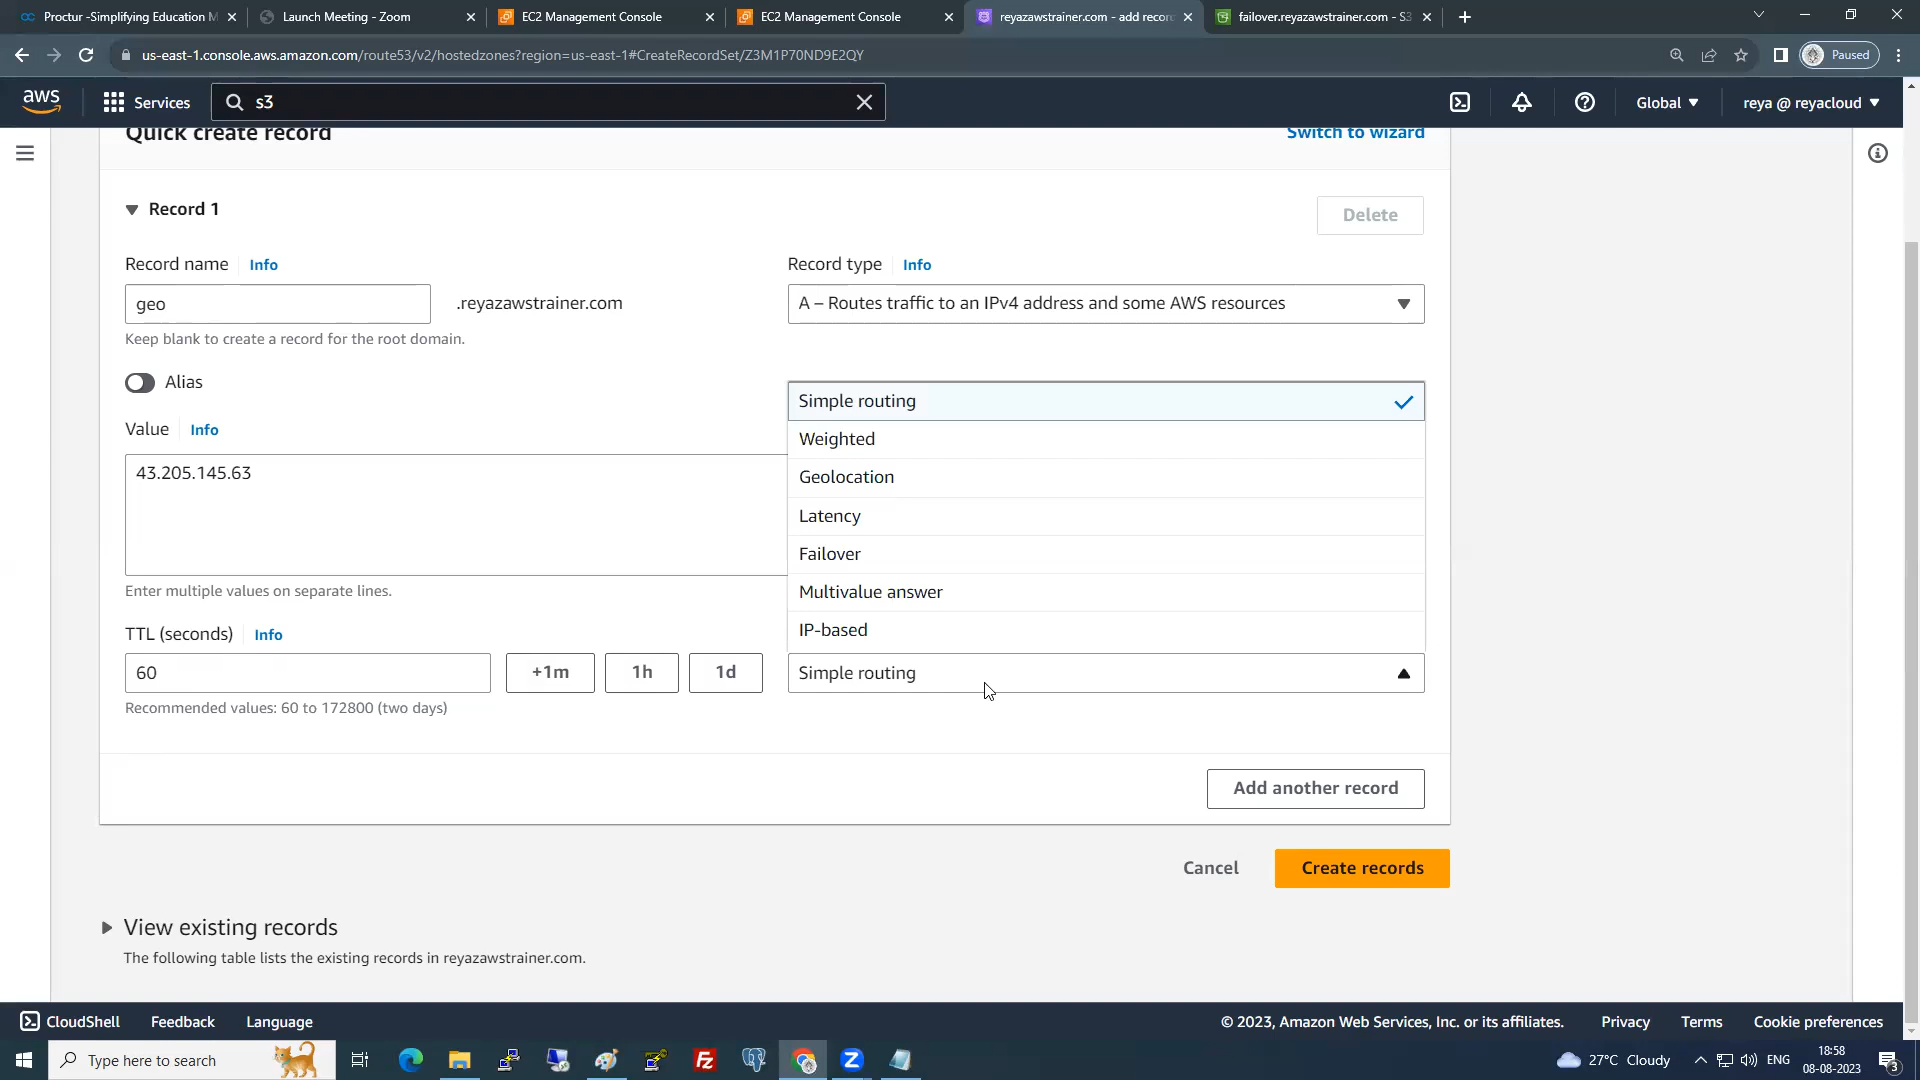 Proctur -Simplifying Education M
Launch Meeting - Zoom
EC2 Management Console
EC2 Management Console
reyazawstrainer.com - add recor
failover.reyazawstrainer.com - S3
us-east-1.console.aws.amazon.com/route53/v2/hostedzones?region=us-east-1#CreateRecordSet/Z3M1P70ND9E2QY
Paused
aws
Services
s3
Global
reya @ reyacloud
Quick create record
Switch to wizard
Record 1
Delete
Record name
Info
Record type
Info
geo
.reyazawstrainer.com
A – Routes traffic to an IPv4 address and some AWS resources
Keep blank to create a record for the root domain.
Alias
Simple routing
Value
Info
Weighted
43.205.145.63
Geolocation
Latency
Failover
Multivalue answer
Enter multiple values on separate lines.
IP-based
TTL (seconds)
Info
60
+1m
1h
1d
Simple routing
Recommended values: 60 to 172800 (two days)
Add another record
Cancel
Create records
View existing records
The following table lists the existing records in reyazawstrainer.com.
CloudShell
Feedback
Language
© 2023, Amazon Web Services, Inc. or its affiliates.
Privacy
Terms
Cookie preferences
Type here to search
27°C Cloudy
ENG
18:58
08-08-2023
3